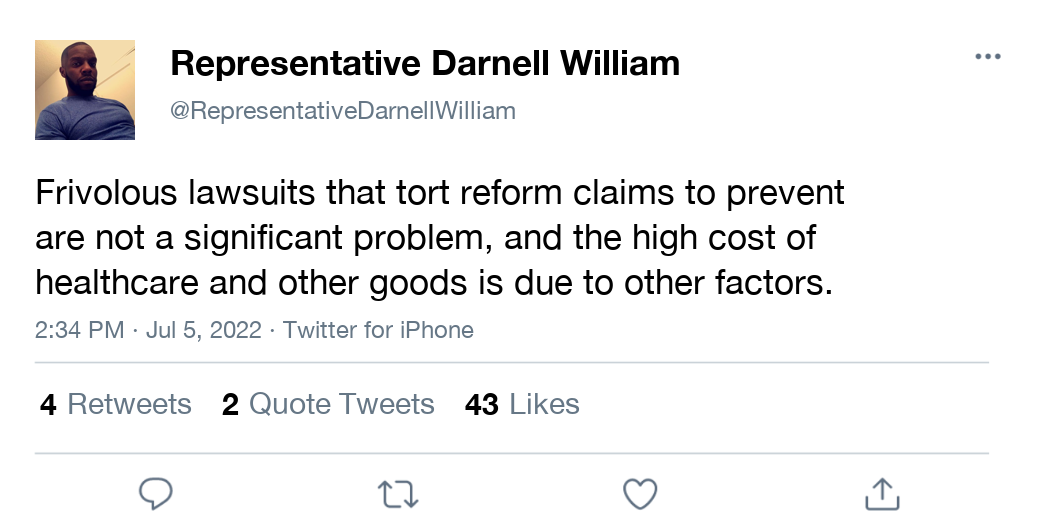 Representative Darnell William
@RepresentativeDarnellWilliam
Frivolous lawsuits that tort reform claims to prevent
are not a significant problem, and the high cost of
healthcare and other goods is due to other factors.
2:34 PM · Jul 5, 2022 · Twitter for iPhone
4 Retweets 2 Quote Tweets 43 Likes